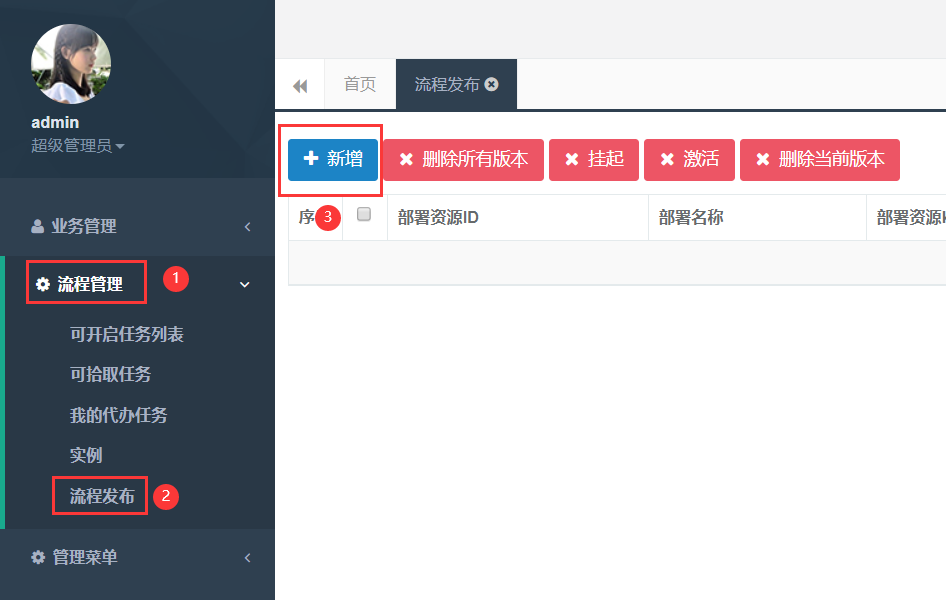 admin
超级管理员
业务管理
流程管理 1
可开启任务列表
可拾取任务
我的代办任务
实例
流程发布 2
管理菜单
首页 流程发布
新增 删除所有版本 挂起 激活 删除当前版本
序 3 部署资源ID 部署名称 部署资源